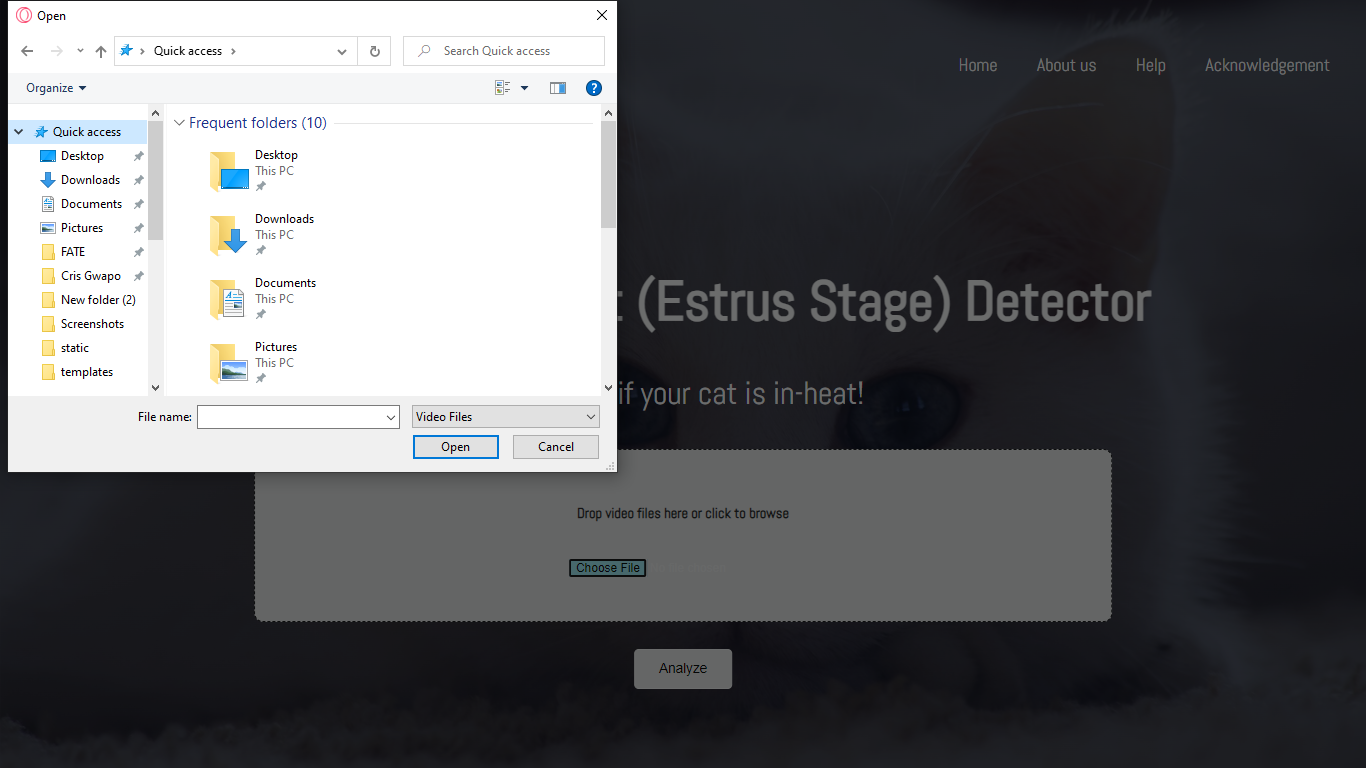 Open
Quick access
Search Quick access
Organize
Quick access
Desktop
Downloads
Documents
Pictures
FATE
Cris Gwapo
New folder (2)
Screenshots
static
templates
Frequent folders (10)
Desktop
This PC
Downloads
This PC
Documents
This PC
Pictures
This PC
File name:
Video Files
Open
Cancel
Home
About us
Help
Acknowledgement
(Estrus Stage) Detector
if your cat is in-heat!
Drop video files here or click to browse
Choose File
Analyze